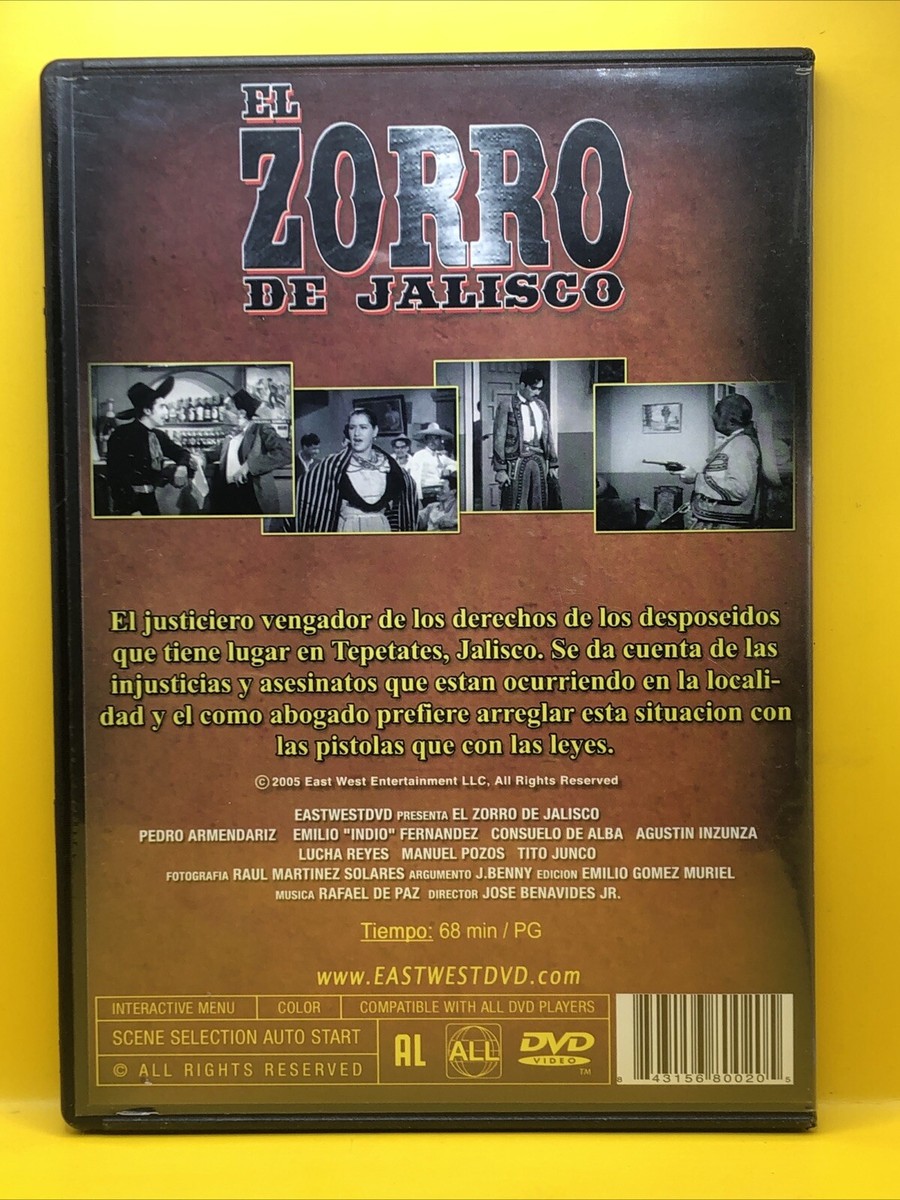 EL
ZORRO
DE JALISCO
El justiciero vengador de los derechos de los desposeidos
que tiene lugar en Tepetates, Jalisco. Se da cuenta de las
injusticias y asesinatos que estan ocurriendo en la locali-
dad y el como abogado prefiere arreglar esta situacion con
las pistolas que con las leyes.
© 2005 East West Entertainment LLC, All Rights Reserved
EASTWESTDVD PRESENTA EL ZORRO DE JALISCO
PEDRO ARMENDARIZ EMILIO "INDIO" FERNANDEZ CONSUELO DE ALBA AGUSTIN INZUNZA
LUCHA REYES MANUEL POZOS TITO JUNCO
FOTOGRAFIA RAUL MARTINEZ SOLARES ARGUMENTO J.BENNY EDICION EMILIO GOMEZ MURIEL
MUSICA RAFAEL DE PAZ DIRECTOR JOSE BENAVIDES JR.
Tiempo: 68 min / PG
www.EASTWESTDVD.com
INTERACTIVE MENU COLOR COMPATIBLE WITH ALL DVD PLAYERS
SCENE SELECTION AUTO START
© ALL RIGHTS RESERVED
AL
ALL
DVD
VIDEO
TM
8 43156 80020 5